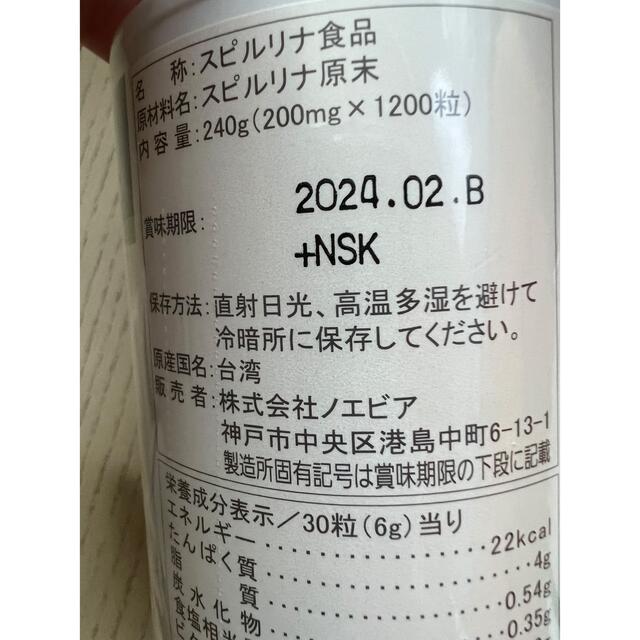 名　称：スピルリナ食品
原材料名：スピルリナ原末
内容量：240g(200mg×1200粒)
賞味期限： 2024.02.B
+NSK
保存方法：直射日光、高温多湿を避けて
冷暗所に保存してください。
原産国名：台湾
販売者：株式会社ノエビア
神戸市中央区港島中町6-13-1
製造所固有記号は賞味期限の下段に記載
栄養成分表示/30粒(6g)当り
エネルギー………………22kcal
たんぱく質………………4g
脂質………………0.54g
炭水化物………………0.35g
食塩相当